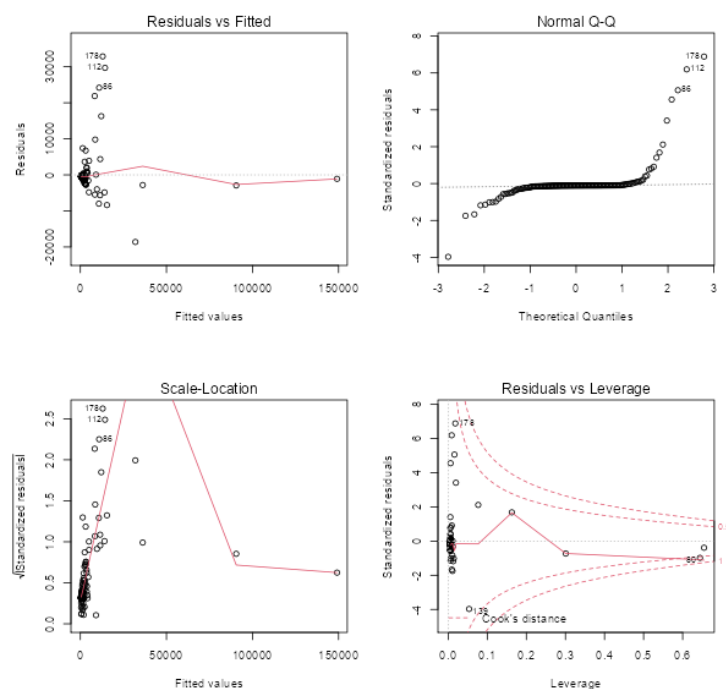 Residuals vs Fitted
Residuals
30000
10000
0
-20000
178
112
86
0 50000 100000 150000
Fitted values
Normal Q-Q
Standardized residuals
8
6
4
2
0
-2
-4
178
112
86
-3 -2 -1 0 1 2 3
Theoretical Quantiles
Scale-Location
√|Standardized residuals|
2.5
2.0
1.5
1.0
0.5
0.0
178
112
86
0 50000 100000 150000
Fitted values
Residuals vs Leverage
Standardized residuals
8
6
4
2
0
-2
-4
178
60
139
1
Cook's distance
0.0 0.1 0.2 0.3 0.4 0.5 0.6
Leverage